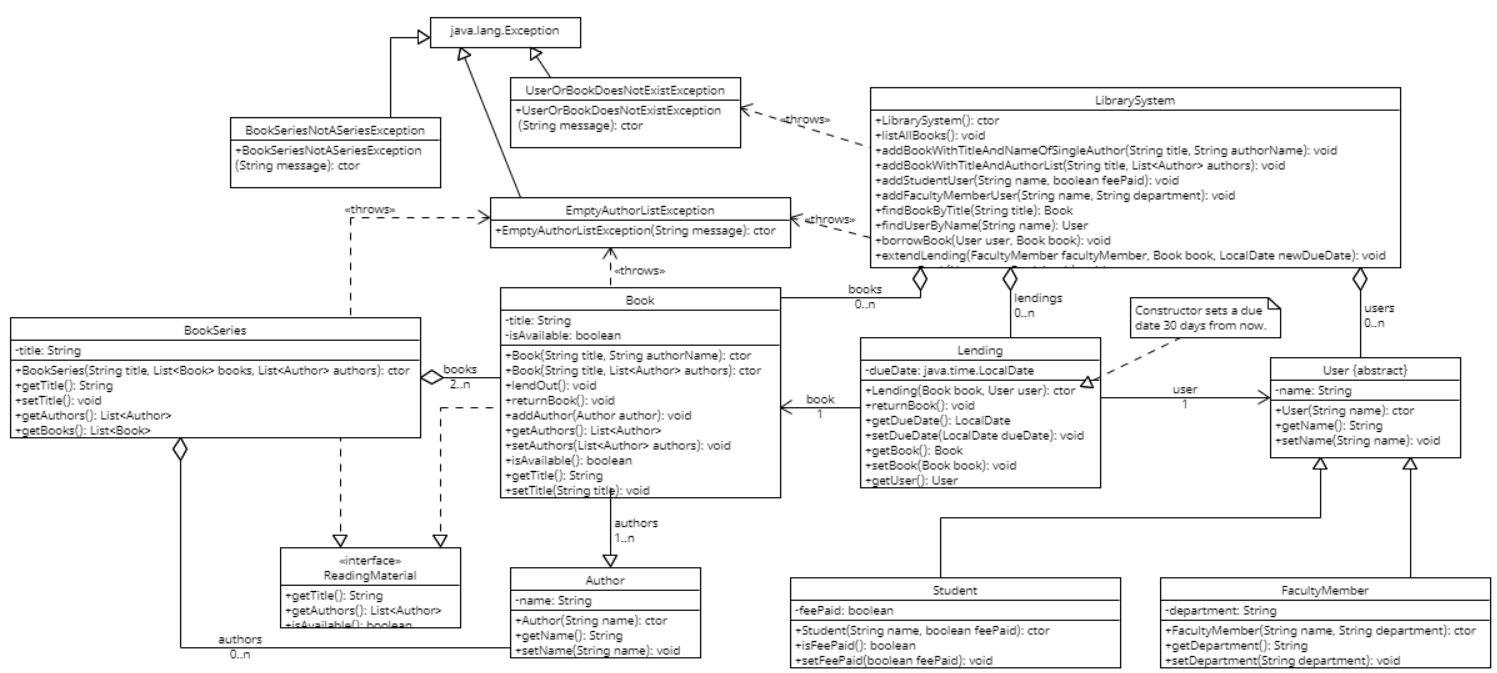 java.lang.Exception
UserOrBookDoesNotExistException
+UserOrBookDoesNotExistException
(String message): ctor
BookSeriesNotASeriesException
+BookSeriesNotASeriesException
(String message): ctor
«throws»
LibrarySystem
+LibrarySystem(): ctor
+listAllBooks(): void
+addBookWithTitleAndNameOfSingleAuthor(String title, String authorName): void
+addBookWithTitleAndAuthorList(String title, List<Author> authors): void
+addStudentUser(String name, boolean feePaid): void
+addFacultyMemberUser(String name, String department): void
+findBookByTitle(String title): Book
+findUserByName(String name): User
+borrowBook(User user, Book book): void
+extendLending(FacultyMember facultyMember, Book book, LocalDate newDueDate): void
«throws»
EmptyAuthorListException
+EmptyAuthorListException(String message): ctor
«throws»
«throws»
books
0..n
lendings
0..n
users
0..n
Constructor sets a due
date 30 days from now.
BookSeries
-title: String
+BookSeries(String title, List<Book> books, List<Author> authors): ctor
+getTitle(): String
+setTitle(): void
+getAuthors(): List<Author>
+getBooks(): List<Book>
books
2..n
Book
-title: String
-isAvailable: boolean
+Book(String title, String authorName): ctor
+Book(String title, List<Author> authors): ctor
+lendOut(): void
+returnBook(): void
+addAuthor(Author author): void
+getAuthors(): List<Author>
+setAuthors(List<Author> authors): void
+isAvailable(): boolean
+getTitle(): String
+setTitle(String title): void
book
1
Lending
-dueDate: java.time.LocalDate
+Lending(Book book, User user): ctor
+returnBook(): void
+getDueDate(): LocalDate
+setDueDate(LocalDate dueDate): void
+getBook(): Book
+setBook(Book book): void
+getUser(): User
user
1
User {abstract}
-name: String
+User(String name): ctor
+getName(): String
+setName(String name): void
authors
1..n
«interface»
ReadingMaterial
+getTitle(): String
+getAuthors(): List<Author>
+isAvailable(): boolean
authors
0..n
Author
-name: String
+Author(String name): ctor
+getName(): String
+setName(String name): void
Student
-feePaid: boolean
+Student(String name, boolean feePaid): ctor
+isFeePaid(): boolean
+setFeePaid(boolean feePaid): void
FacultyMember
-department: String
+FacultyMember(String name, String department): ctor
+getDepartment(): String
+setDepartment(String department): void